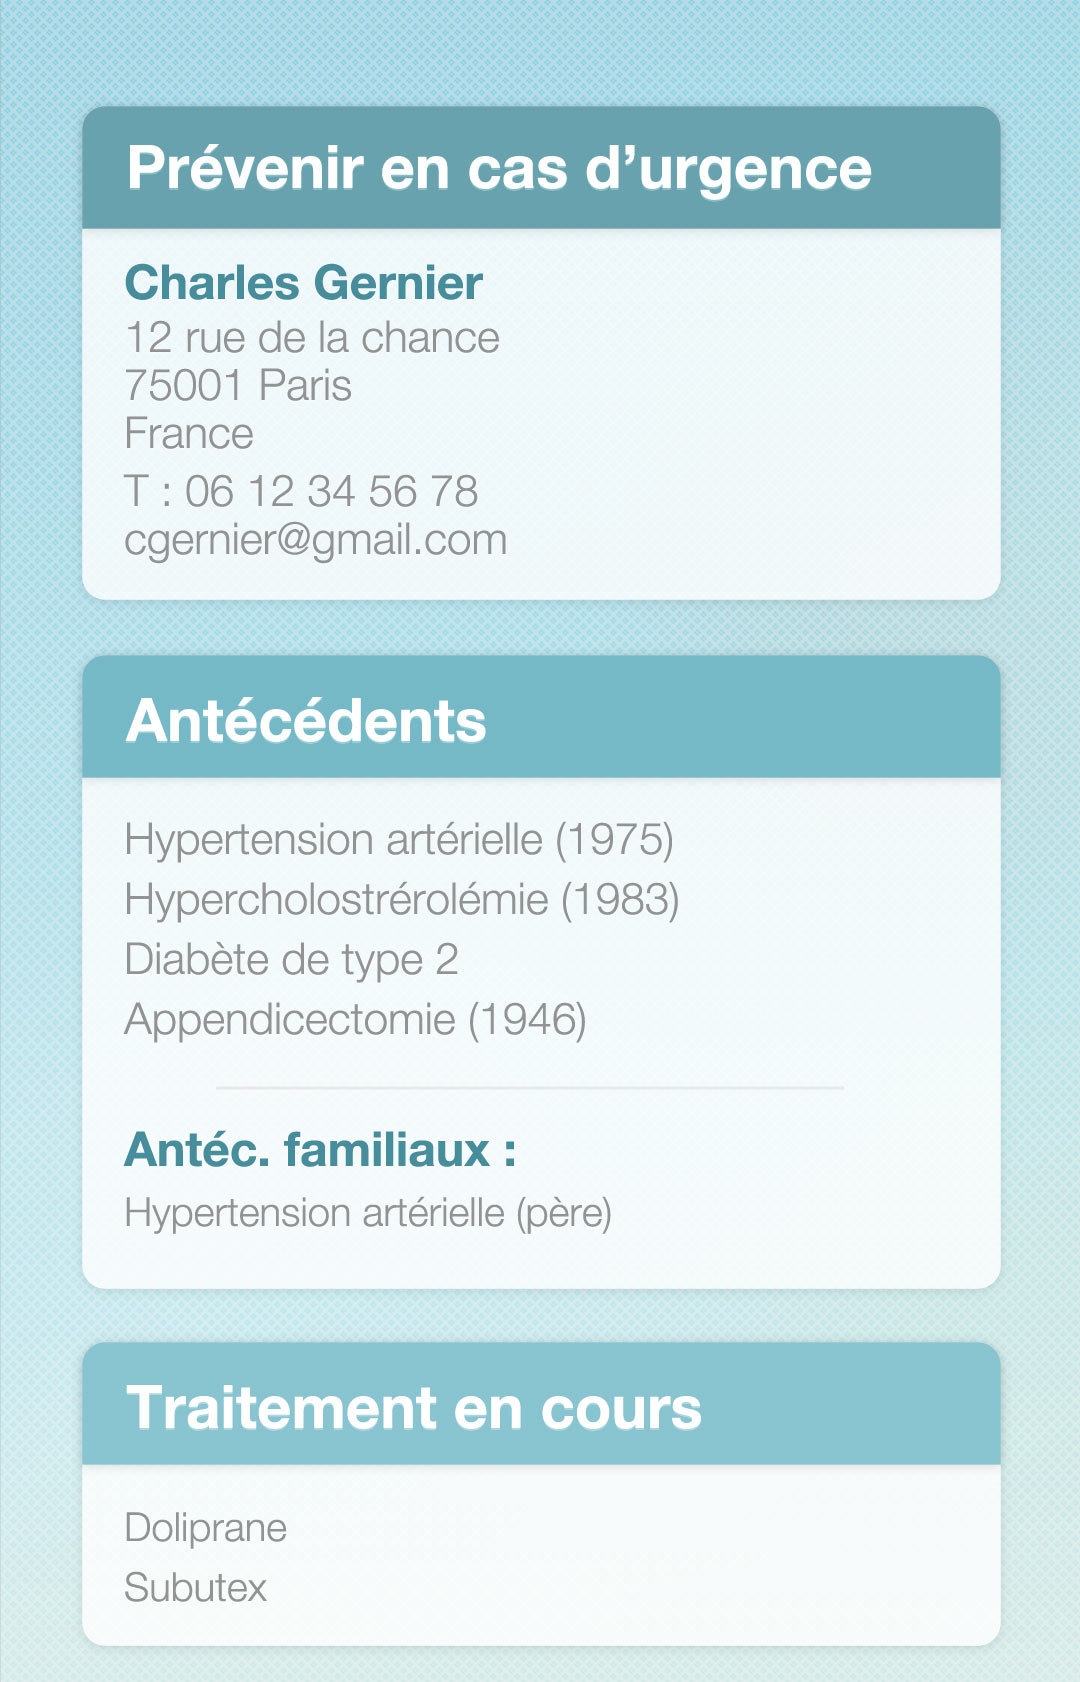 Prévenir en cas d’urgence
Charles Gernier
12 rue de la chance
75001 Paris
France
T : 06 12 34 56 78
cgernier@gmail.com
Antécédents
Hypertension artérielle (1975)
Hypercholostrérolémie (1983)
Diabète de type 2
Appendicectomie (1946)
Antéc. familiaux :
Hypertension artérielle (père)
Traitement en cours
Doliprane
Subutex